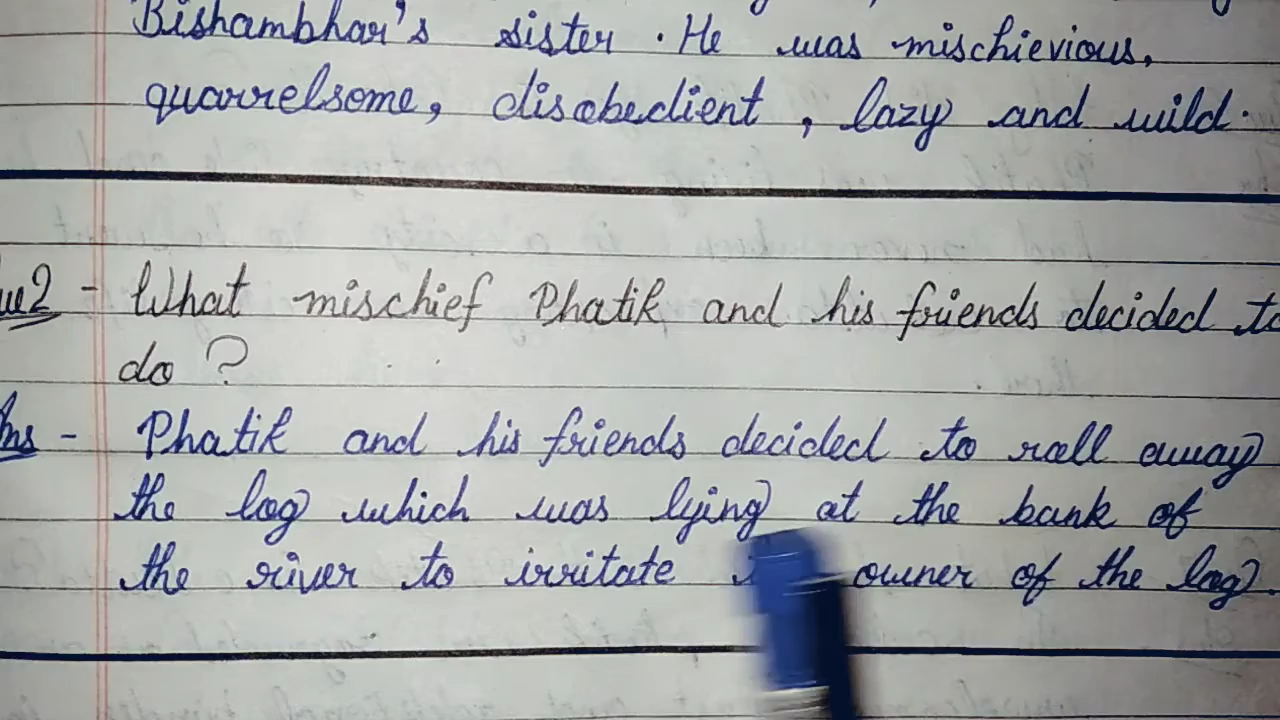 Bishambhar's sister. He was mischievious,
quarrelsome, disobedient, lazy and wild.
Que2 - What mischief Phatik and his friends decided to
do ?
Ans - Phatik and his friends decided to roll away
the log which was lying at the bank of
the river to irritate owner of the log.